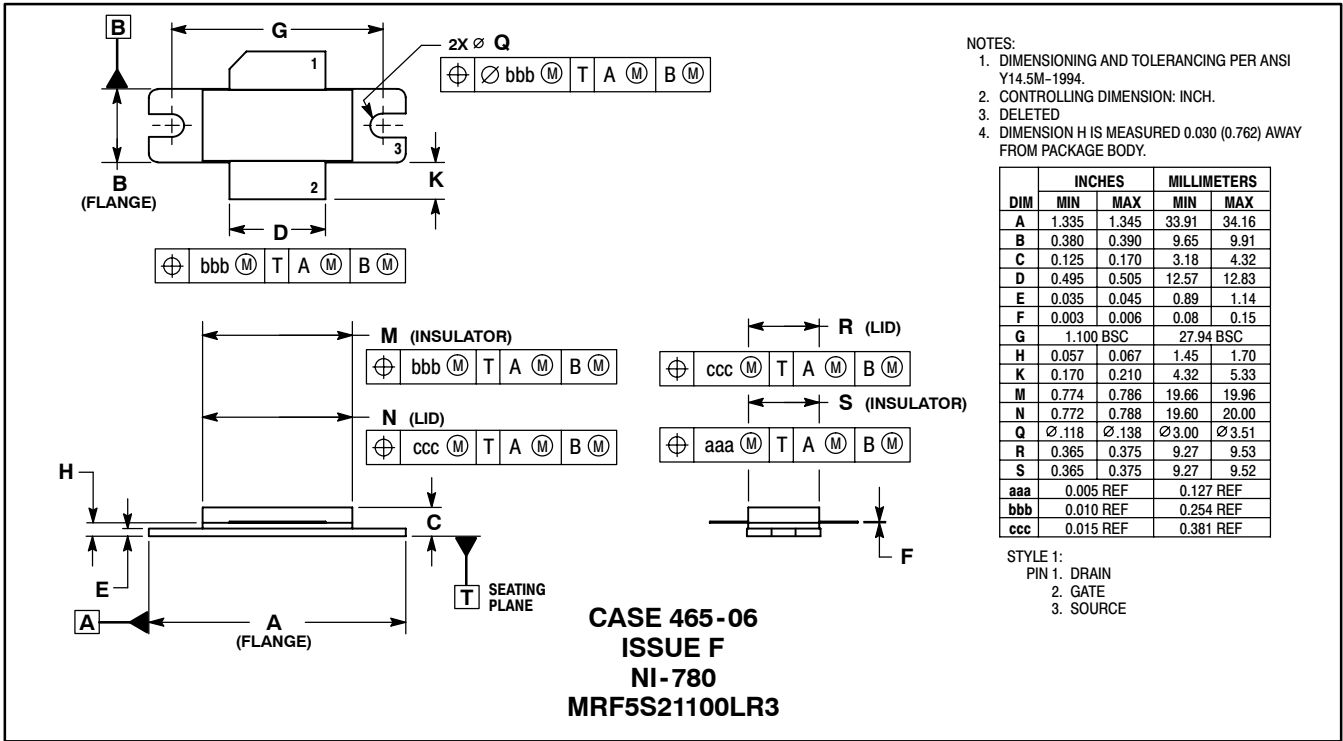 B
G
2X ⌀ Q
⌖ ⌀ bbb Ⓜ T A Ⓜ B Ⓜ
1
3
2
B
(FLANGE)
K
D
⌖ bbb Ⓜ T A Ⓜ B Ⓜ
M (INSULATOR)
⌖ bbb Ⓜ T A Ⓜ B Ⓜ
N (LID)
⌖ ccc Ⓜ T A Ⓜ B Ⓜ
R (LID)
⌖ ccc Ⓜ T A Ⓜ B Ⓜ
S (INSULATOR)
⌖ aaa Ⓜ T A Ⓜ B Ⓜ
H
C
E
F
T SEATING
PLANE
A
A
(FLANGE)
CASE 465-06
ISSUE F
NI-780
MRF5S21100LR3
NOTES:
1. DIMENSIONING AND TOLERANCING PER ANSI
Y14.5M-1994.
2. CONTROLLING DIMENSION: INCH.
3. DELETED
4. DIMENSION H IS MEASURED 0.030 (0.762) AWAY
FROM PACKAGE BODY.
INCHES MILLIMETERS
DIM MIN MAX MIN MAX
A 1.335 1.345 33.91 34.16
B 0.380 0.390 9.65 9.91
C 0.125 0.170 3.18 4.32
D 0.495 0.505 12.57 12.83
E 0.035 0.045 0.89 1.14
F 0.003 0.006 0.08 0.15
G 1.100 BSC 27.94 BSC
H 0.057 0.067 1.45 1.70
K 0.170 0.210 4.32 5.33
M 0.774 0.786 19.66 19.96
N 0.772 0.788 19.60 20.00
Q ⌀.118 ⌀.138 ⌀3.00 ⌀3.51
R 0.365 0.375 9.27 9.53
S 0.365 0.375 9.27 9.52
aaa 0.005 REF 0.127 REF
bbb 0.010 REF 0.254 REF
ccc 0.015 REF 0.381 REF
STYLE 1:
PIN 1. DRAIN
2. GATE
3. SOURCE